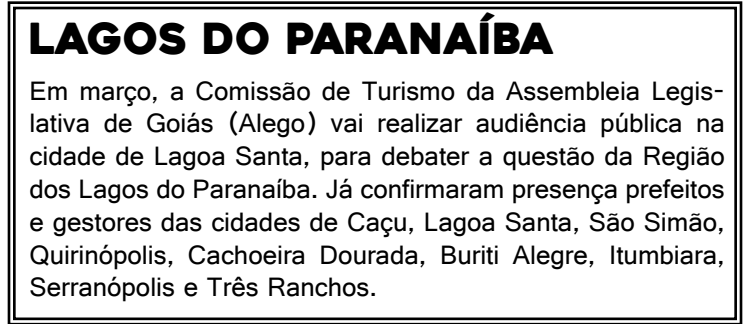 LAGOS DO PARANAÍBA
Em março, a Comissão de Turismo da Assembleia Legis-
lativa de Goiás (Alego) vai realizar audiência pública na
cidade de Lagoa Santa, para debater a questão da Região
dos Lagos do Paranaíba. Já confirmaram presença prefeitos
e gestores das cidades de Caçu, Lagoa Santa, São Simão,
Quirinópolis, Cachoeira Dourada, Buriti Alegre, Itumbiara,
Serranópolis e Três Ranchos.